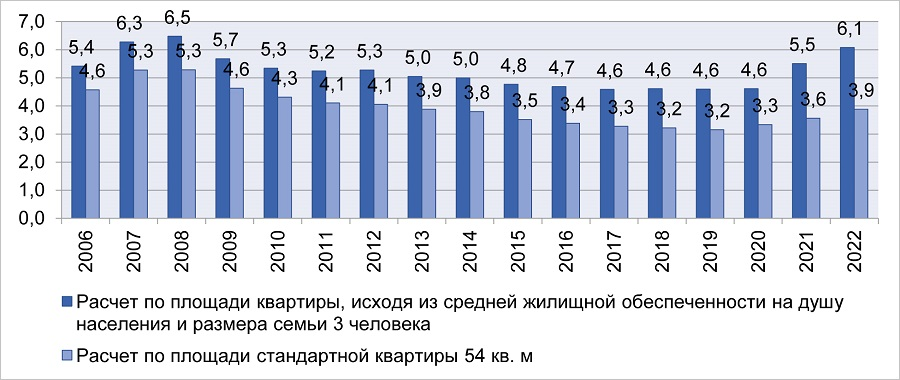 7,0
6,0
5,0
4,0
3,0
2,0
1,0
0,0
5,4 6,3 6,5 5,7 5,3 5,2 5,3 5,0 5,0 4,8 4,7 4,6 4,6 4,6 4,6 5,5 6,1
4,6 5,3 5,3 4,6 4,3 4,1 4,1 3,9 3,8 3,5 3,4 3,3 3,2 3,2 3,3 3,6 3,9
2006 2007 2008 2009 2010 2011 2012 2013 2014 2015 2016 2017 2018 2019 2020 2021 2022
Расчет по площади квартиры, исходя из средней жилищной обеспеченности на душу
населения и размера семьи 3 человека
Расчет по площади стандартной квартиры 54 кв. м